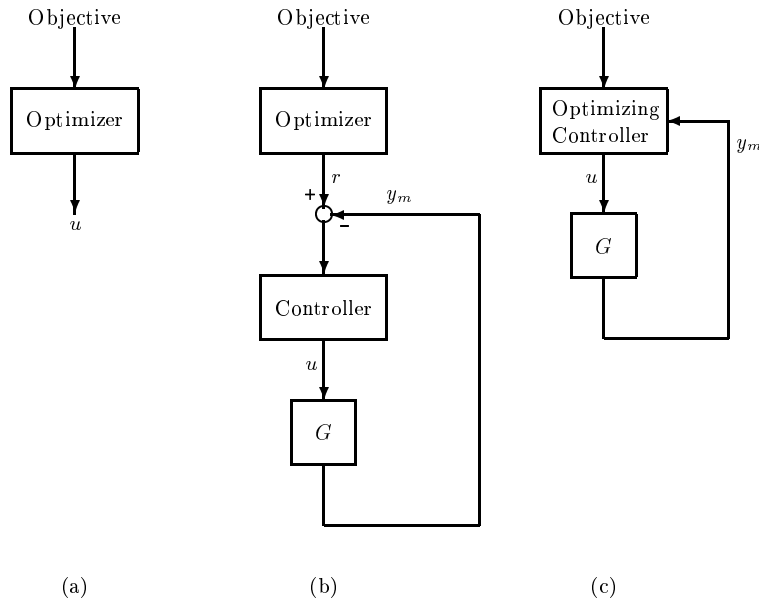 Objective
Optimizer
u
(a)
Objective
Optimizer
r
+
y_m
−
Controller
u
G
(b)
Objective
Optimizing
Controller
y_m
u
G
(c)